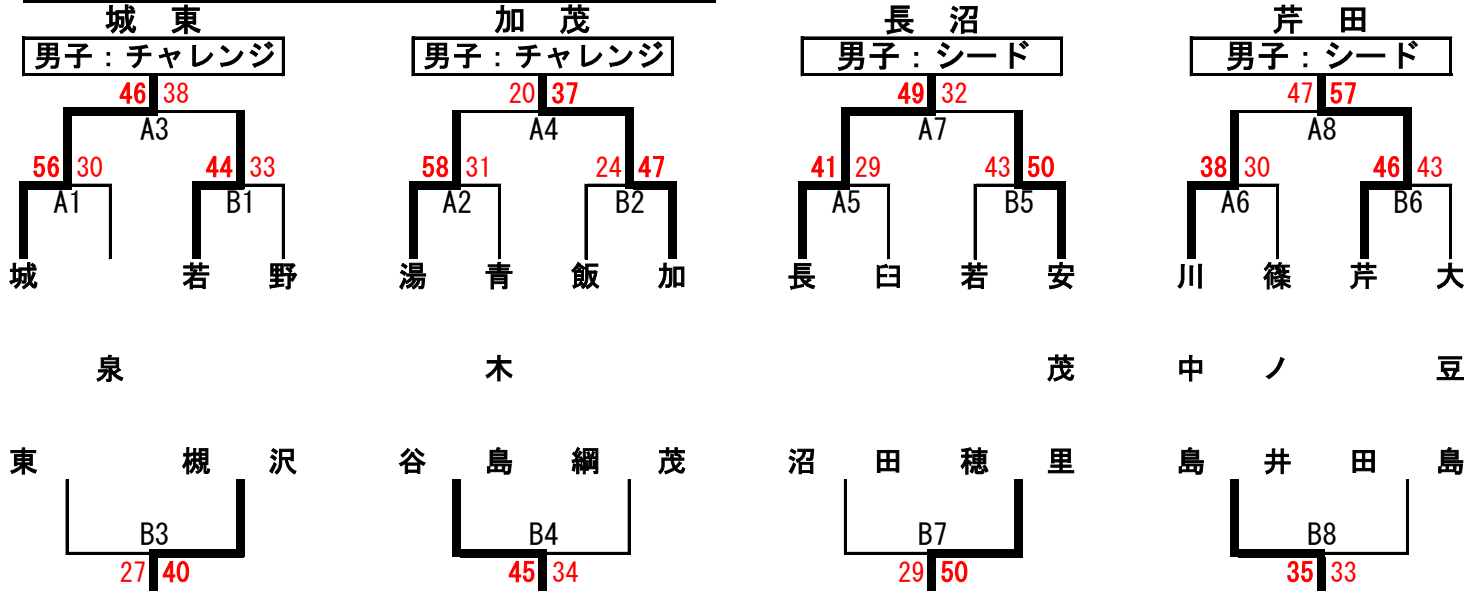 城　東　加　茂　長　沼　芹　田
男子：チャレンジ　男子：チャレンジ　男子：シード　男子：シード
46 38　20 37　49 32　47 57
A3　A4　A7　A8
56 30　44 33　58 31　24 47　41 29　43 50　38 30　46 43
A1　B1　A2　B2　A5　B5　A6　B6
城　若　野　湯　青　飯　加　長　臼　若　安　川　篠　芹　大
泉　木　茂　中　ノ　豆
東　槻　沢　谷　島　綱　茂　沼　田　穂　里　島　井　田　島
B3　B4　B7　B8
27 40　45 34　29 50　35 33